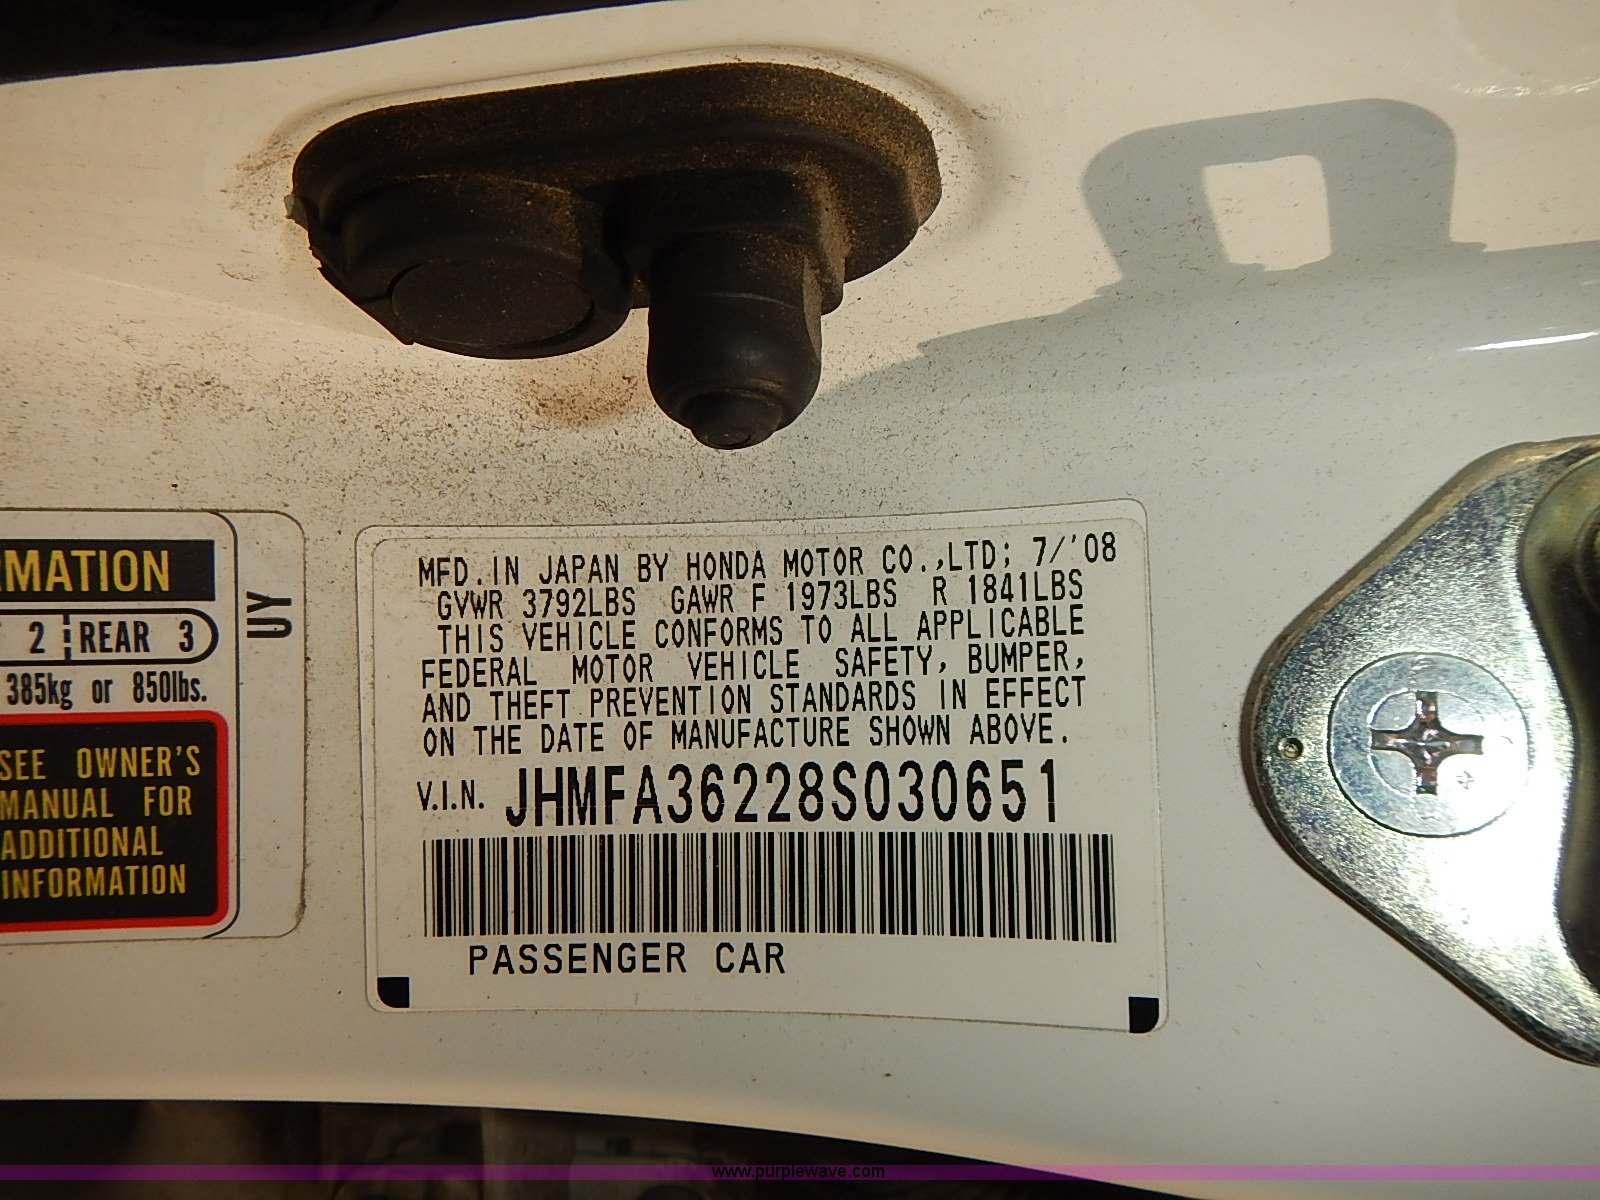 RMATION
2 REAR 3
385kg or 850lbs.
SEE OWNER'S
MANUAL FOR
ADDITIONAL
INFORMATION
UY
MFD. IN JAPAN BY HONDA MOTOR CO.,LTD; 7/'08
GVWR 3792LBS GAWR F 1973LBS R 1841LBS
THIS VEHICLE CONFORMS TO ALL APPLICABLE
FEDERAL MOTOR VEHICLE SAFETY, BUMPER,
AND THEFT PREVENTION STANDARDS IN EFFECT
ON THE DATE OF MANUFACTURE SHOWN ABOVE.
V.I.N. JHMFA36228S030651
PASSENGER CAR
www.purplewave.com